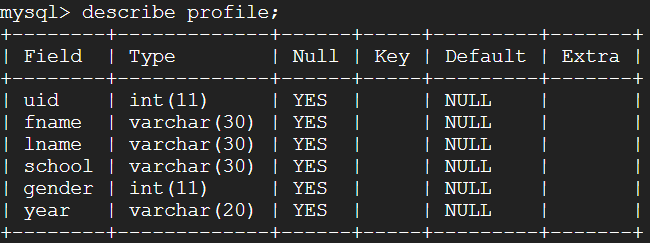 mysql> describe profile;
+--------+-------------+------+-----+---------+-------+
| Field  | Type        | Null | Key | Default | Extra |
+--------+-------------+------+-----+---------+-------+
| uid    | int(11)     | YES  |     | NULL    |       |
| fname  | varchar(30) | YES  |     | NULL    |       |
| lname  | varchar(30) | YES  |     | NULL    |       |
| school | varchar(30) | YES  |     | NULL    |       |
| gender | int(11)     | YES  |     | NULL    |       |
| year   | varchar(20) | YES  |     | NULL    |       |
+--------+-------------+------+-----+---------+-------+